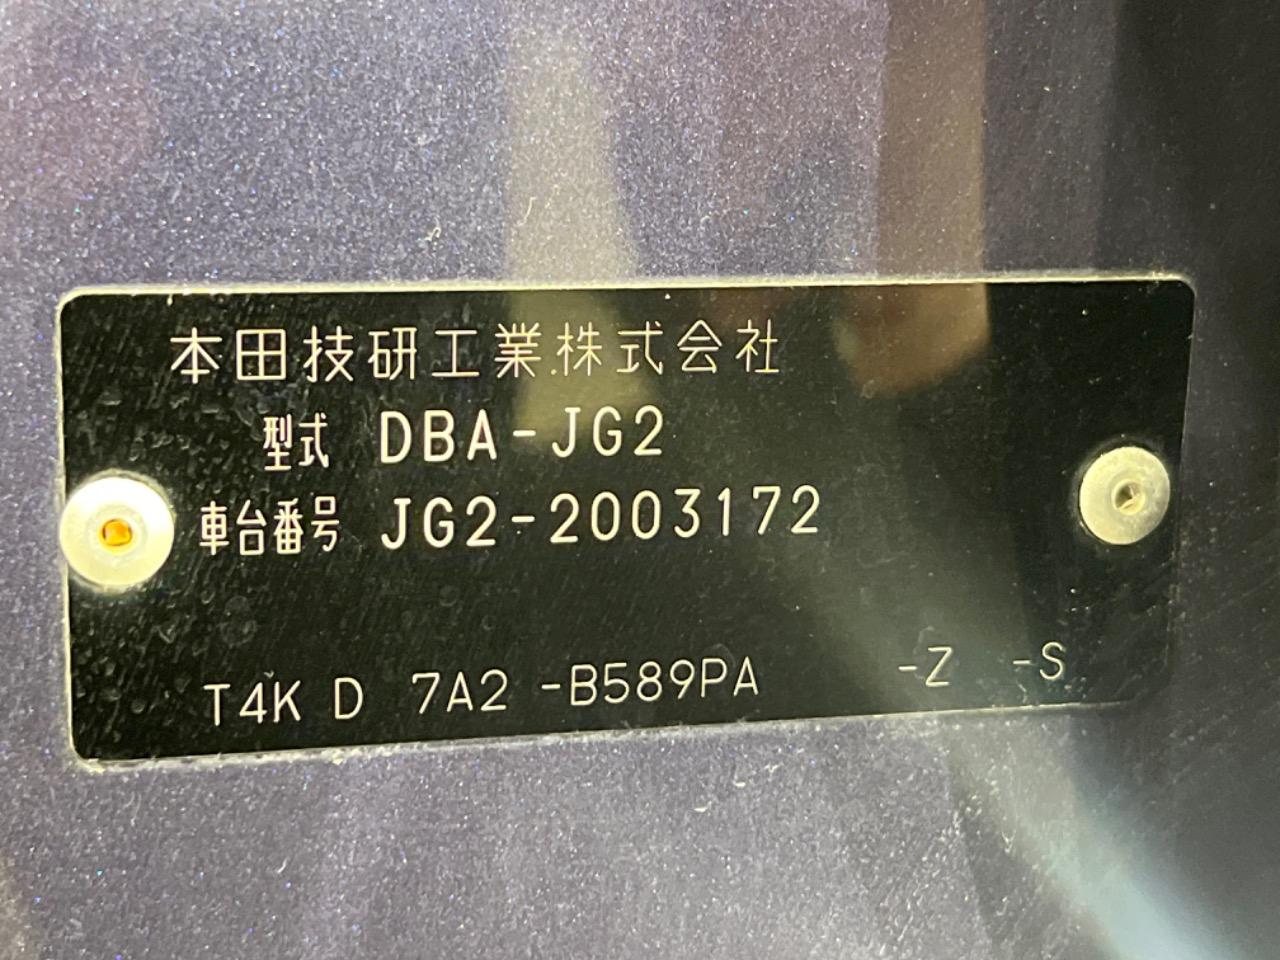 本田技研工業株式会社
型式 DBA-JG2
車台番号 JG2-2003172
T4K D 7A2 -B589PA -Z -S